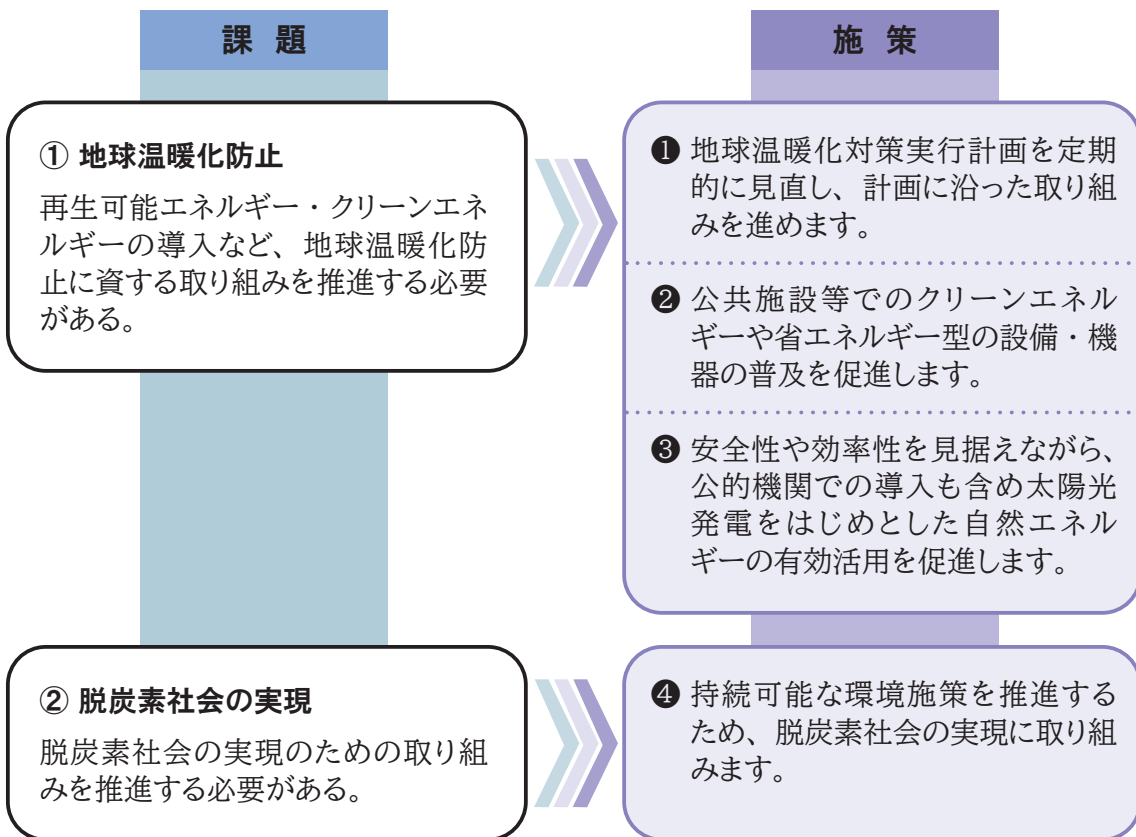 課題
施策
① 地球温暖化防止
再生可能エネルギー・クリーンエネ
ルギーの導入など、地球温暖化防
止に資する取り組みを推進する必要
がある。
❶ 地球温暖化対策実行計画を定期
的に見直し、計画に沿った取り組
みを進めます。
❷ 公共施設等でのクリーンエネル
ギーや省エネルギー型の設備・機
器の普及を促進します。
❸ 安全性や効率性を見据えながら、
公的機関での導入も含め太陽光
発電をはじめとした自然エネル
ギーの有効活用を促進します。
② 脱炭素社会の実現
脱炭素社会の実現のための取り組
みを推進する必要がある。
❹ 持続可能な環境施策を推進する
ため、脱炭素社会の実現に取り組
みます。